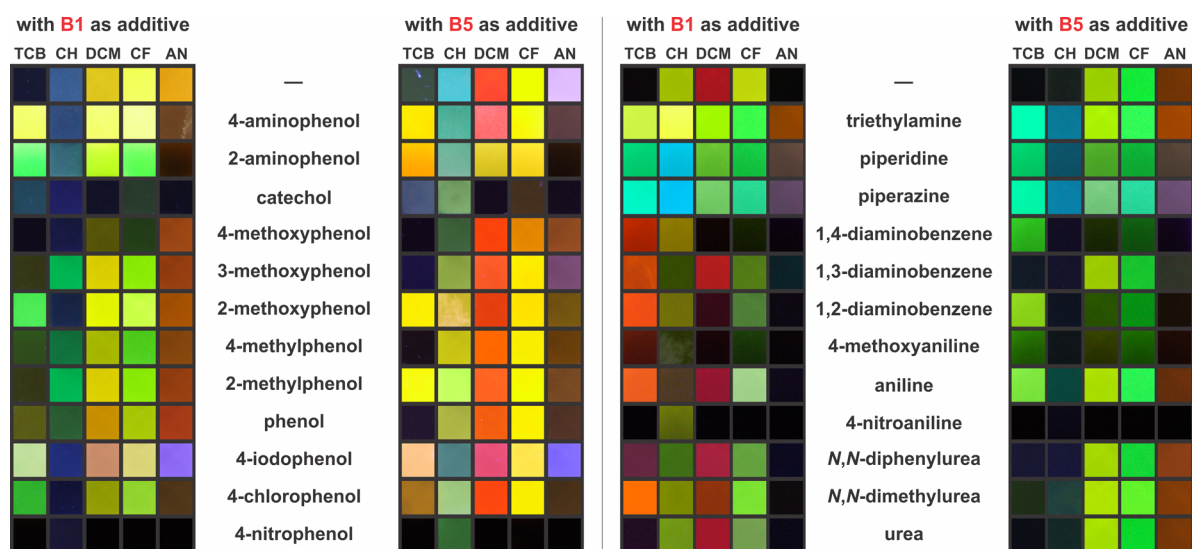 with B1 as additive
with B5 as additive
with B1 as additive
with B5 as additive
TCB CH DCM CF AN
TCB CH DCM CF AN
TCB CH DCM CF AN
TCB CH DCM CF AN
—
4-aminophenol
2-aminophenol
catechol
4-methoxyphenol
3-methoxyphenol
2-methoxyphenol
4-methylphenol
2-methylphenol
phenol
4-iodophenol
4-chlorophenol
4-nitrophenol
—
triethylamine
piperidine
piperazine
1,4-diaminobenzene
1,3-diaminobenzene
1,2-diaminobenzene
4-methoxyaniline
aniline
4-nitroaniline
N,N-diphenylurea
N,N-dimethylurea
urea